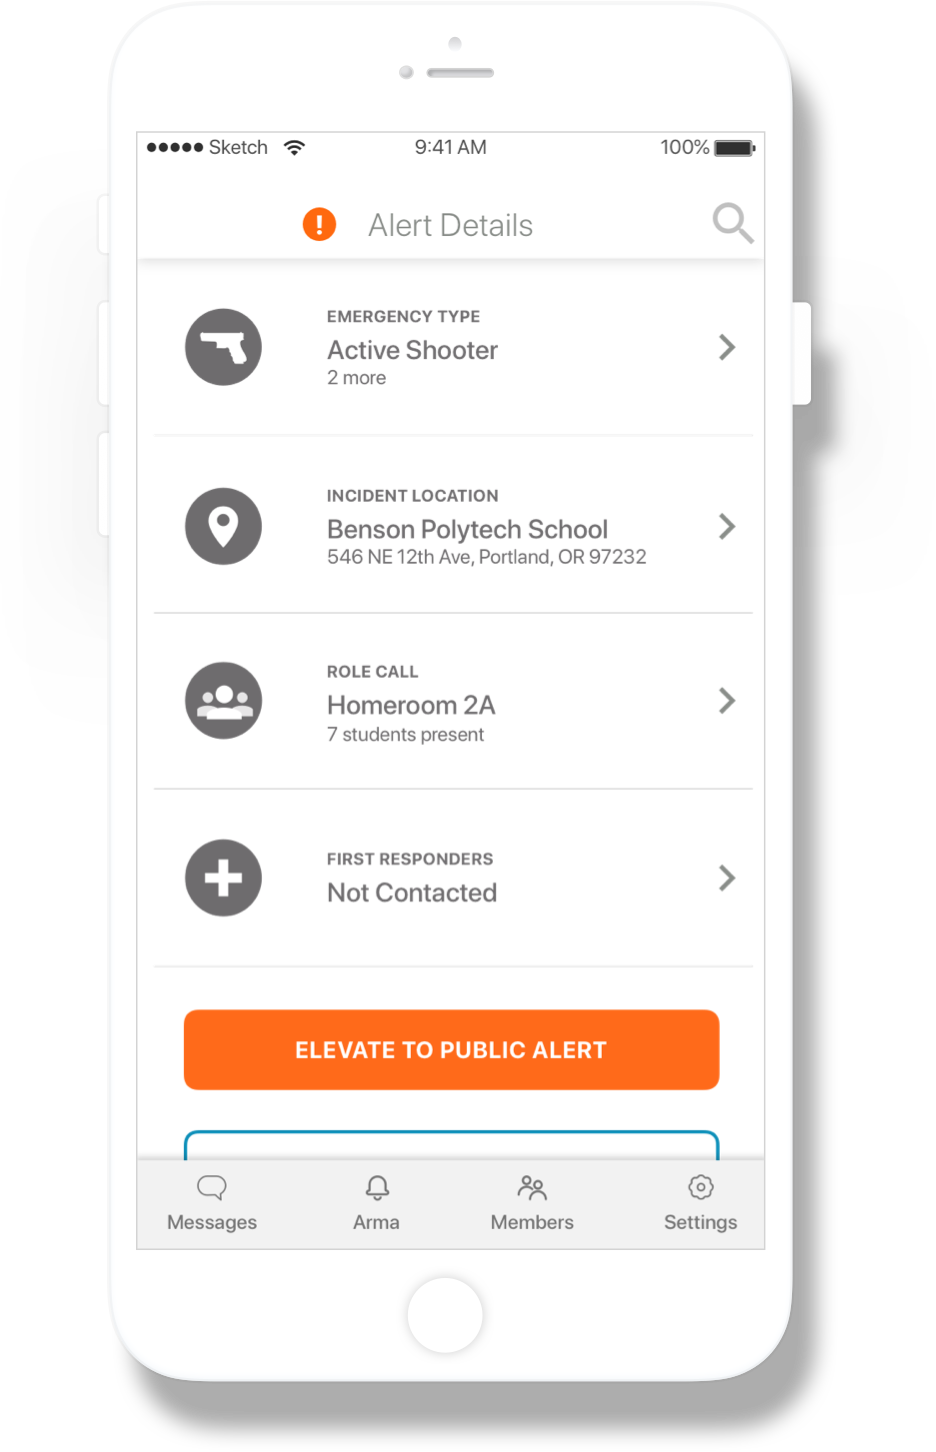 Sketch 9:41 AM 100%
! Alert Details
EMERGENCY TYPE
Active Shooter
2 more
INCIDENT LOCATION
Benson Polytech School
546 NE 12th Ave, Portland, OR 97232
ROLE CALL
Homeroom 2A
7 students present
FIRST RESPONDERS
Not Contacted
ELEVATE TO PUBLIC ALERT
Messages Arma Members Settings